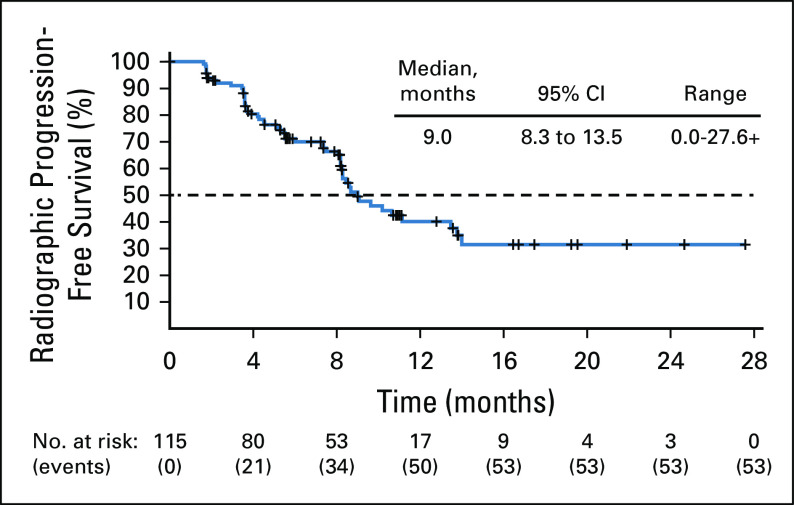 Radiographic Progression-
Free Survival (%)
100
90
80
70
60
50
40
30
20
10
Median,
months 95% CI Range
9.0 8.3 to 13.5 0.0-27.6+
0 4 8 12 16 20 24 28
Time (months)
No. at risk: 115 80 53 17 9 4 3 0
(events) (0) (21) (34) (50) (53) (53) (53) (53)